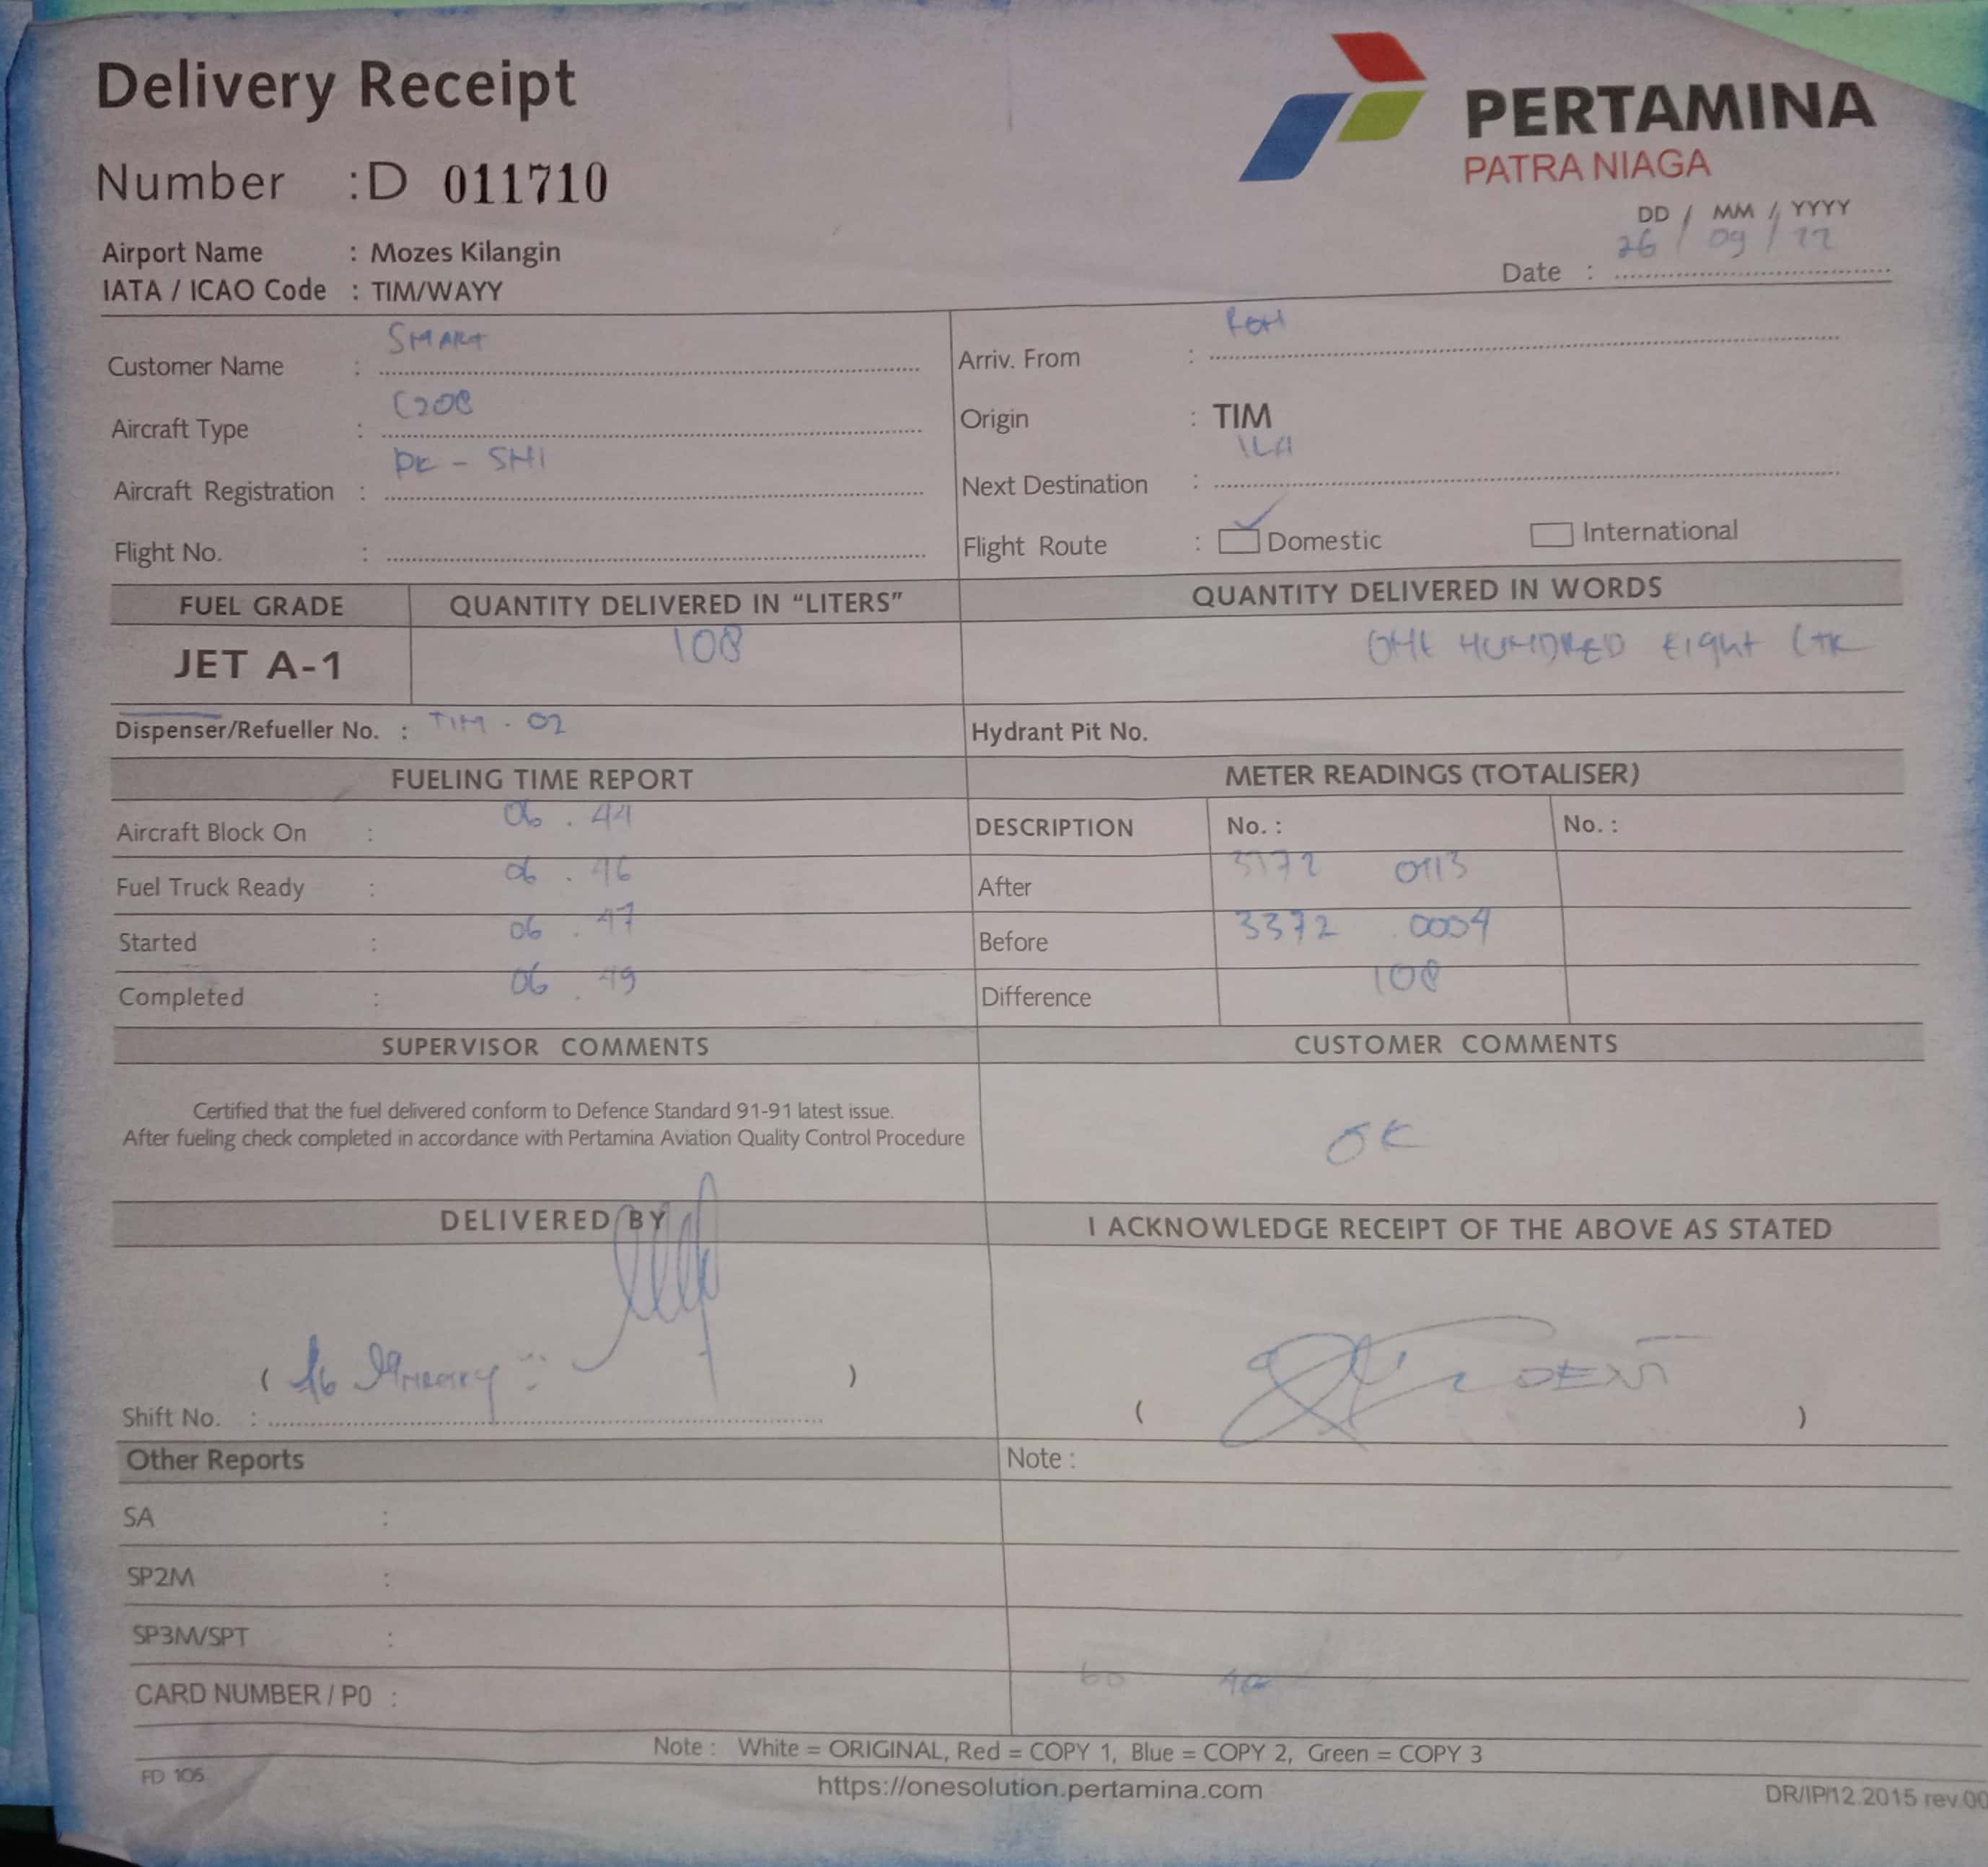 Delivery Receipt
PERTAMINA
PATRA NIAGA
Number : D 011710
DD / MM / YYYY
Date : 26 / 09 / 22
Airport Name : Mozes Kilangin
IATA / ICAO Code : TIM/WAYY
Customer Name : SMART
Arriv. From :
Aircraft Type : C208
Origin : TIM
Aircraft Registration : PK - SHI
Next Destination : ILA
Flight No. :
Flight Route : Domestic International
FUEL GRADE QUANTITY DELIVERED IN "LITERS" QUANTITY DELIVERED IN WORDS
JET A-1 108 ONE HUNDRED EIGHT LTR
Dispenser/Refueller No. : TIM - 02
Hydrant Pit No.
FUELING TIME REPORT METER READINGS (TOTALISER)
Aircraft Block On : 06 . 44
DESCRIPTION No. : No. :
Fuel Truck Ready : 06 . 46
After
Started : 06 . 47
Before 3372 0004
Completed : 06 . 49
Difference 108
SUPERVISOR COMMENTS CUSTOMER COMMENTS
Certified that the fuel delivered conform to Defence Standard 91-91 latest issue.
After fueling check completed in accordance with Pertamina Aviation Quality Control Procedure
OK
DELIVERED BY I ACKNOWLEDGE RECEIPT OF THE ABOVE AS STATED
Shift No. :
Other Reports Note :
SA :
SP2M :
SP3M/SPT :
CARD NUMBER / PO :
Note : White = ORIGINAL, Red = COPY 1, Blue = COPY 2, Green = COPY 3
FD 105
https://onesolution.pertamina.com
DR/IP/12.2015 rev.00